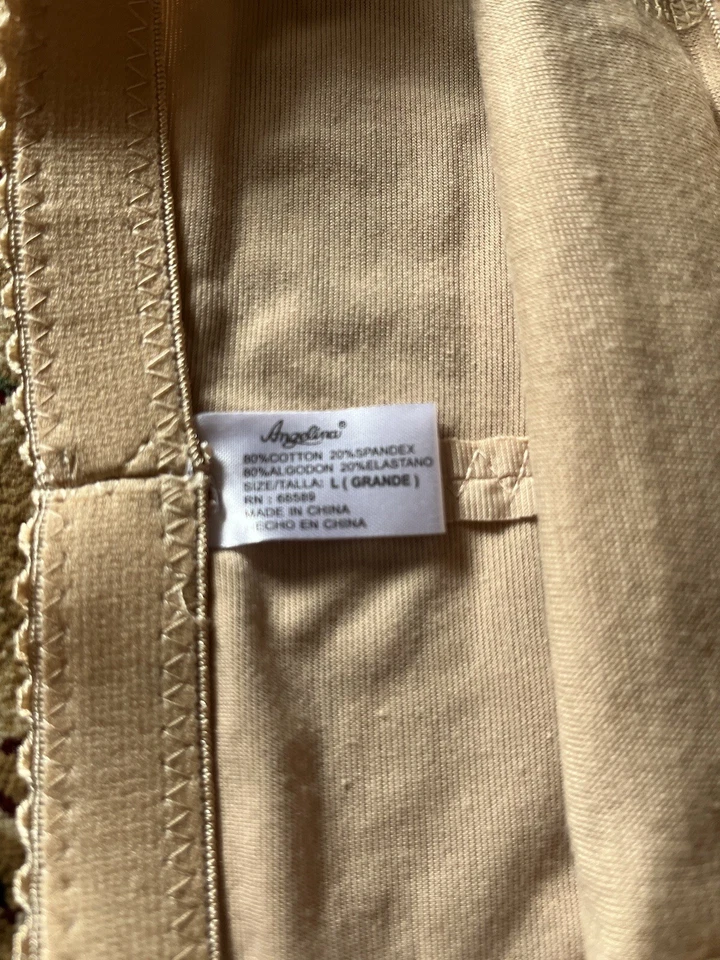 Angelina®
80%COTTON 20%SPANDEX
80%ALGODON 20%ELASTANO
SIZE/TALLA: L ( GRANDE )
RN : 66589
MADE IN CHINA
HECHO EN CHINA